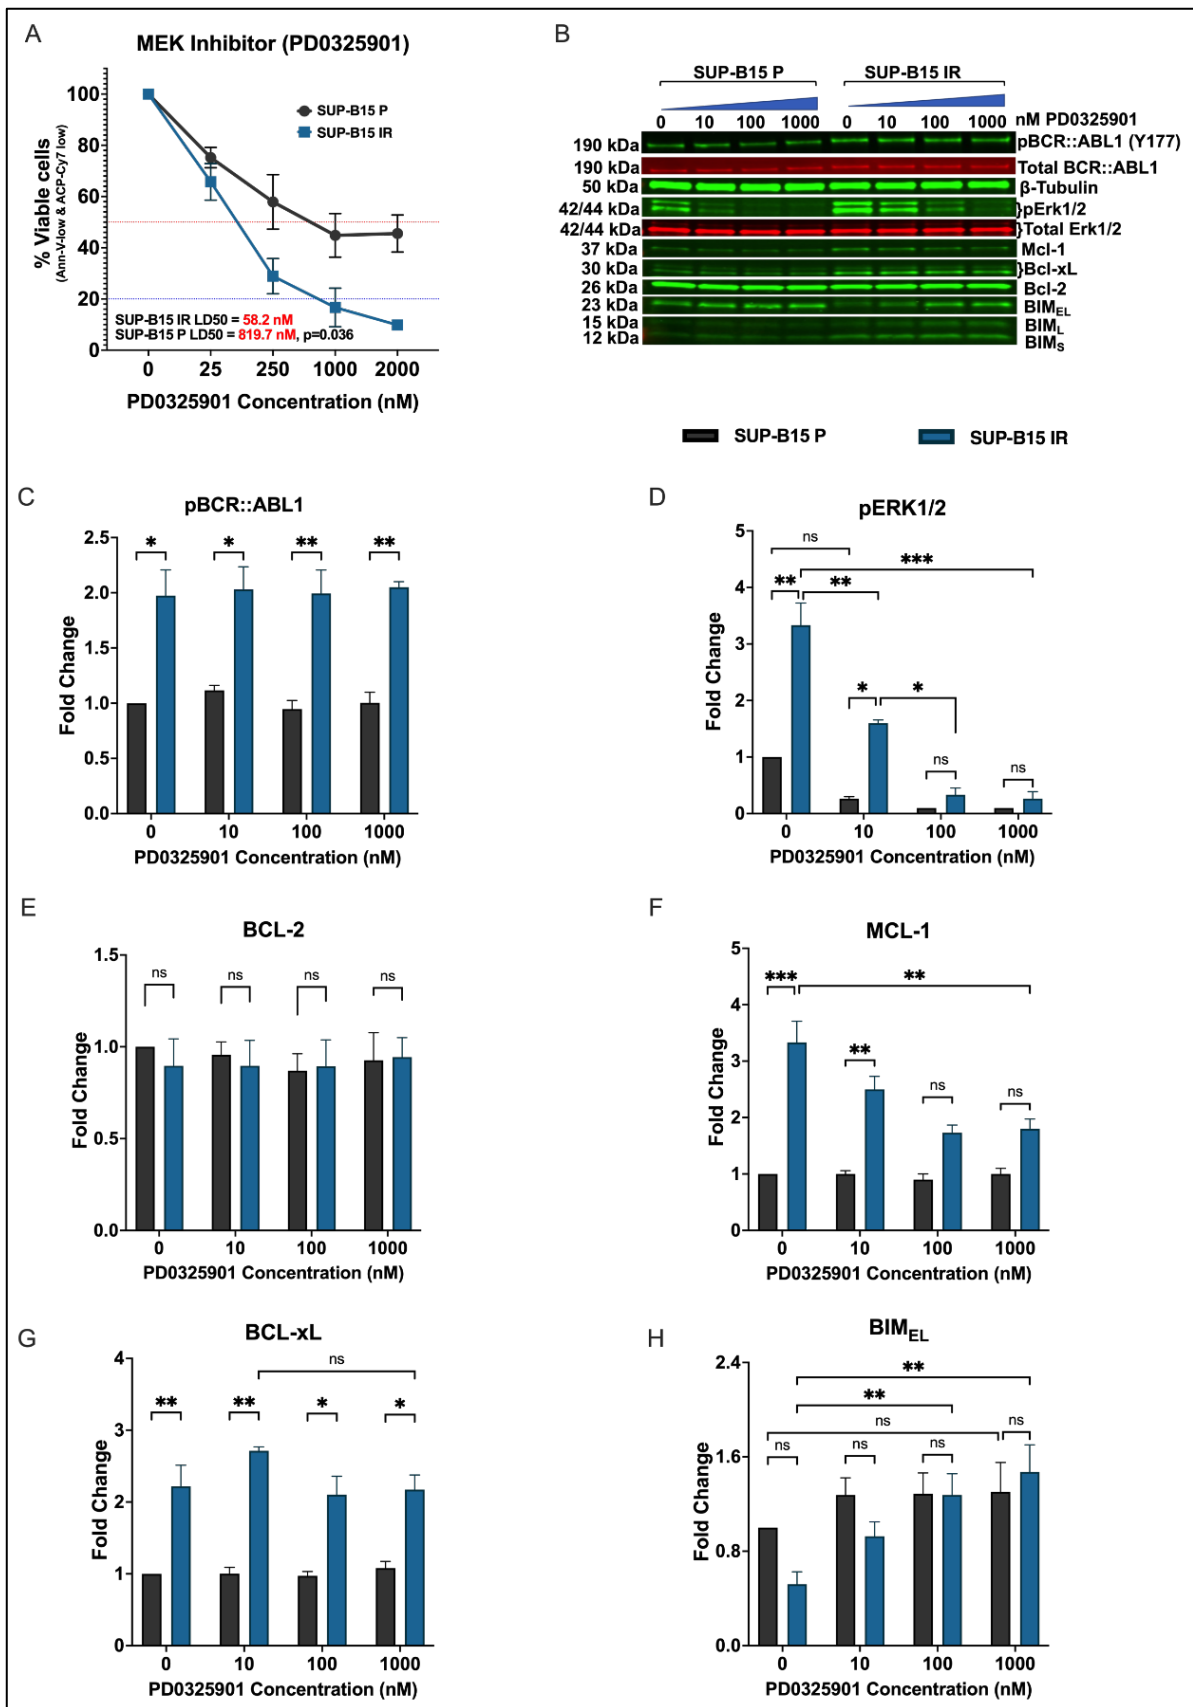 A
MEK Inhibitor (PD0325901)
% Viable cells
(Ann-V-low & ACP-Cy7 low)
100
80
60
40
20
0
SUP-B15 P
SUP-B15 IR
SUP-B15 IR LD50 = 58.2 nM
SUP-B15 P LD50 = 819.7 nM, p=0.036
0 25 250 1000 2000
PD0325901 Concentration (nM)
B
SUP-B15 P SUP-B15 IR
0 10 100 1000 0 10 100 1000 nM PD0325901
190 kDa pBCR::ABL1 (Y177)
190 kDa Total BCR::ABL1
50 kDa β-Tubulin
42/44 kDa }pErk1/2
42/44 kDa }Total Erk1/2
37 kDa Mcl-1
30 kDa }Bcl-xL
26 kDa Bcl-2
23 kDa BIMEL
15 kDa BIML
12 kDa BIMS
SUP-B15 P SUP-B15 IR
C
pBCR::ABL1
Fold Change
2.5
2.0
1.5
1.0
0.5
0.0
* * ** **
0 10 100 1000
PD0325901 Concentration (nM)
D
pERK1/2
Fold Change
5
4
3
2
1
0
ns
***
** **
* *
ns ns
0 10 100 1000
PD0325901 Concentration (nM)
E
BCL-2
Fold Change
1.5
1.0
0.5
0.0
ns ns ns ns
0 10 100 1000
PD0325901 Concentration (nM)
F
MCL-1
Fold Change
5
4
3
2
1
0
*** **
**
ns ns
0 10 100 1000
PD0325901 Concentration (nM)
G
BCL-xL
Fold Change
4
3
2
1
0
ns
** ** * *
0 10 100 1000
PD0325901 Concentration (nM)
H
BIMEL
Fold Change
2.4
1.6
0.8
0.0
**
**
ns ns
ns ns ns
0 10 100 1000
PD0325901 Concentration (nM)